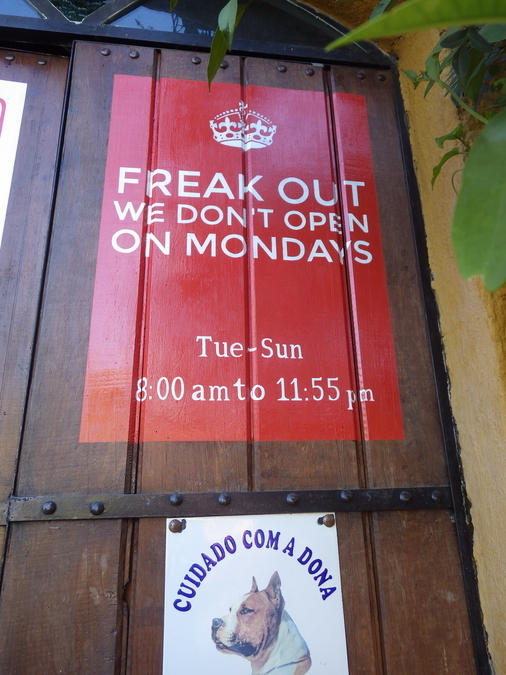 FREAK OUT
WE DON'T OPEN
ON MONDAYS
Tue-Sun
8:00 am to 11:55 pm
CUIDADO COM A DONA